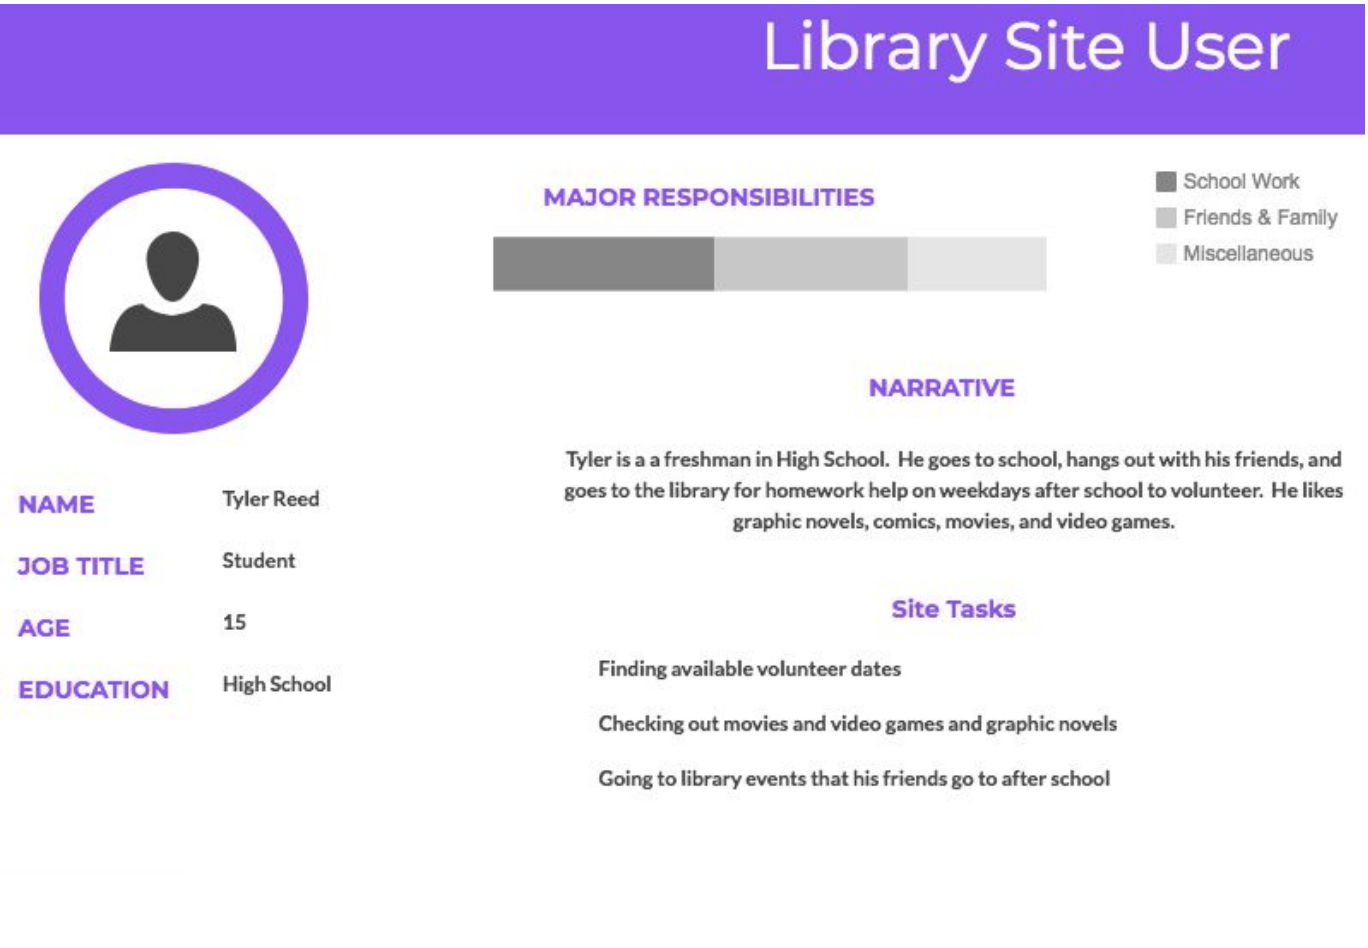 Library Site User
MAJOR RESPONSIBILITIES
School Work
Friends & Family
Miscellaneous
NAME Tyler Reed
JOB TITLE Student
AGE 15
EDUCATION High School
NARRATIVE
Tyler is a a freshman in High School. He goes to school, hangs out with his friends, and
goes to the library for homework help on weekdays after school to volunteer. He likes
graphic novels, comics, movies, and video games.
Site Tasks
Finding available volunteer dates
Checking out movies and video games and graphic novels
Going to library events that his friends go to after school